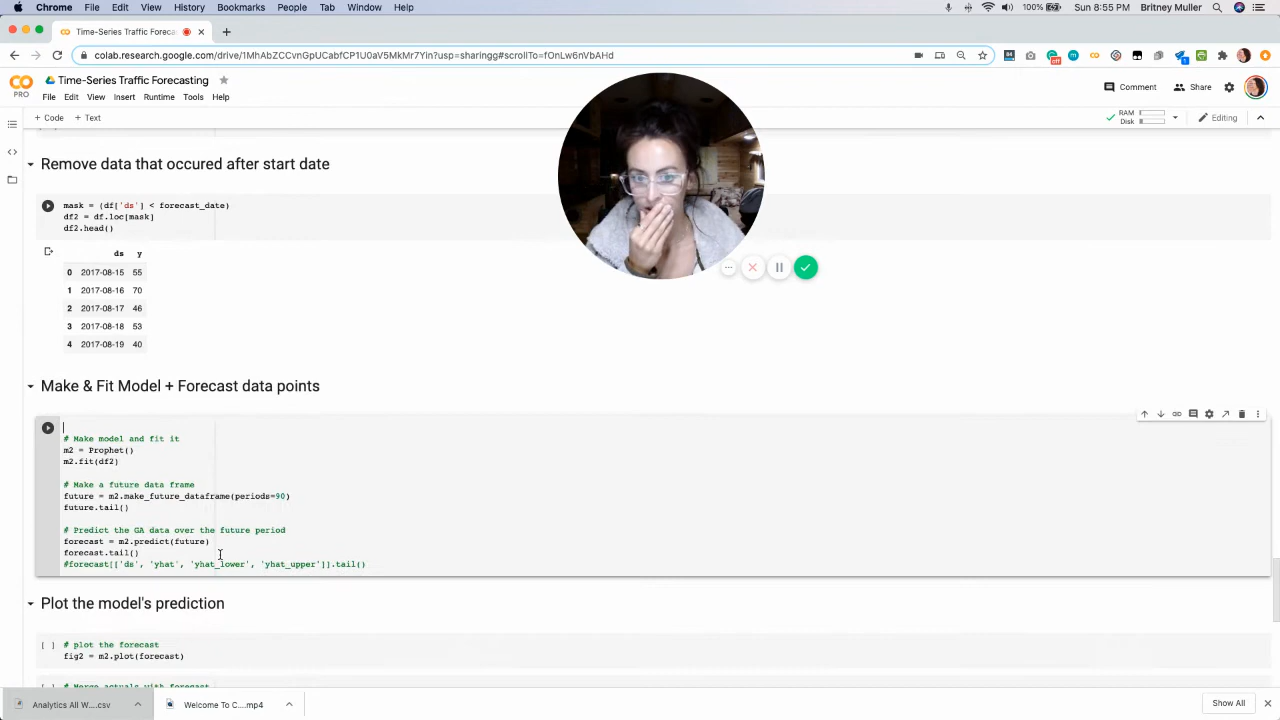 Chrome File Edit View History Bookmarks People Tab Window Help 100% Sun 8:55 PM Britney Muller
Time-Series Traffic Foreca
colab.research.google.com/drive/1MhAbZCCvnGpUCabfCP1U0aV5MkMr7Yin?usp=sharingg#scrollTo=fOnLw6nVbAHd
Time-Series Traffic Forecasting
PRO
File Edit View Insert Runtime Tools Help
Comment Share
+ Code + Text
RAM
Disk
Editing
Remove data that occured after start date
mask = (df['ds'] < forecast_date)
df2 = df.loc[mask]
df2.head()
ds y
0 2017-08-15 55
1 2017-08-16 70
2 2017-08-17 46
3 2017-08-18 53
4 2017-08-19 40
Make & Fit Model + Forecast data points
# Make model and fit it
m2 = Prophet()
m2.fit(df2)
# Make a future data frame
future = m2.make_future_dataframe(periods=90)
future.tail()
# Predict the GA data over the future period
forecast = m2.predict(future)
forecast.tail()
#forecast[['ds', 'yhat', 'yhat_lower', 'yhat_upper']].tail()
Plot the model's prediction
[ ] # plot the forecast
fig2 = m2.plot(forecast)
[ ] # Merge actuals with forecast
Analytics All W....csv
Welcome To C....mp4
Show All